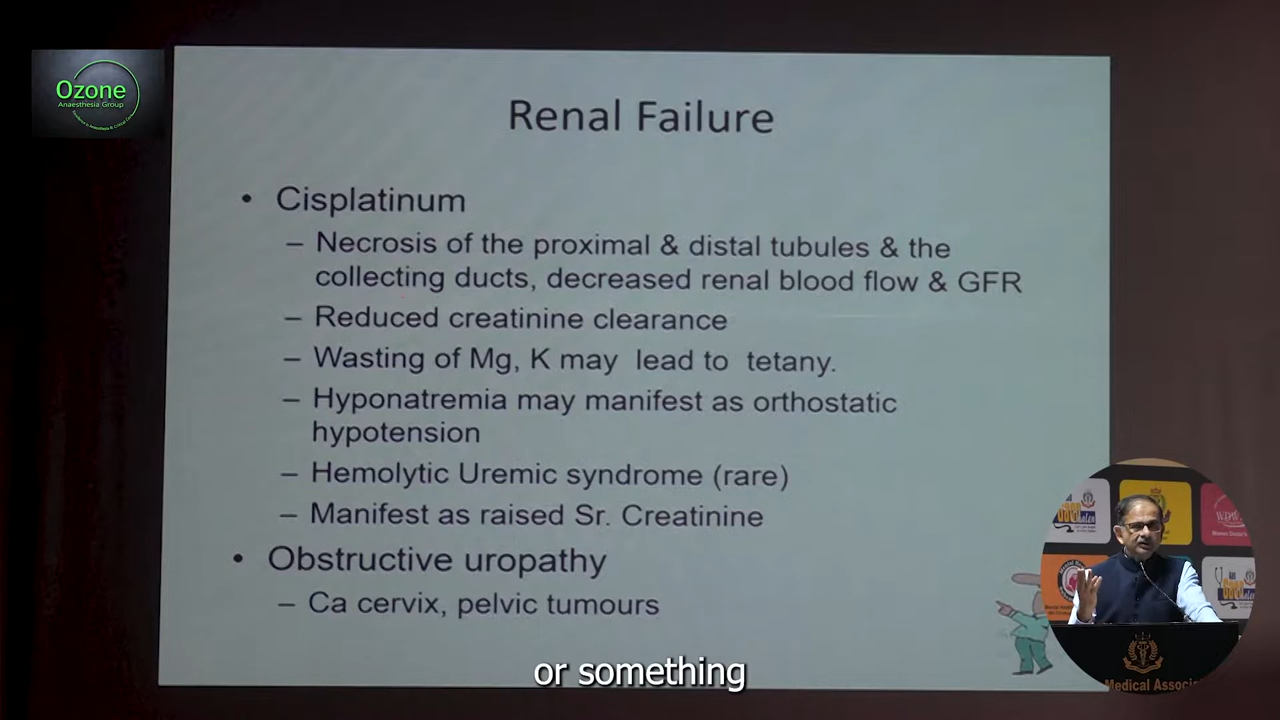 Ozone
Anaesthesia Group
Renal Failure
• Cisplatinum
– Necrosis of the proximal & distal tubules & the
collecting ducts, decreased renal blood flow & GFR
– Reduced creatinine clearance
– Wasting of Mg, K may lead to tetany.
– Hyponatremia may manifest as orthostatic
hypotension
– Hemolytic Uremic syndrome (rare)
– Manifest as raised Sr. Creatinine
• Obstructive uropathy
– Ca cervix, pelvic tumours
WDW
Medical Associ
or something